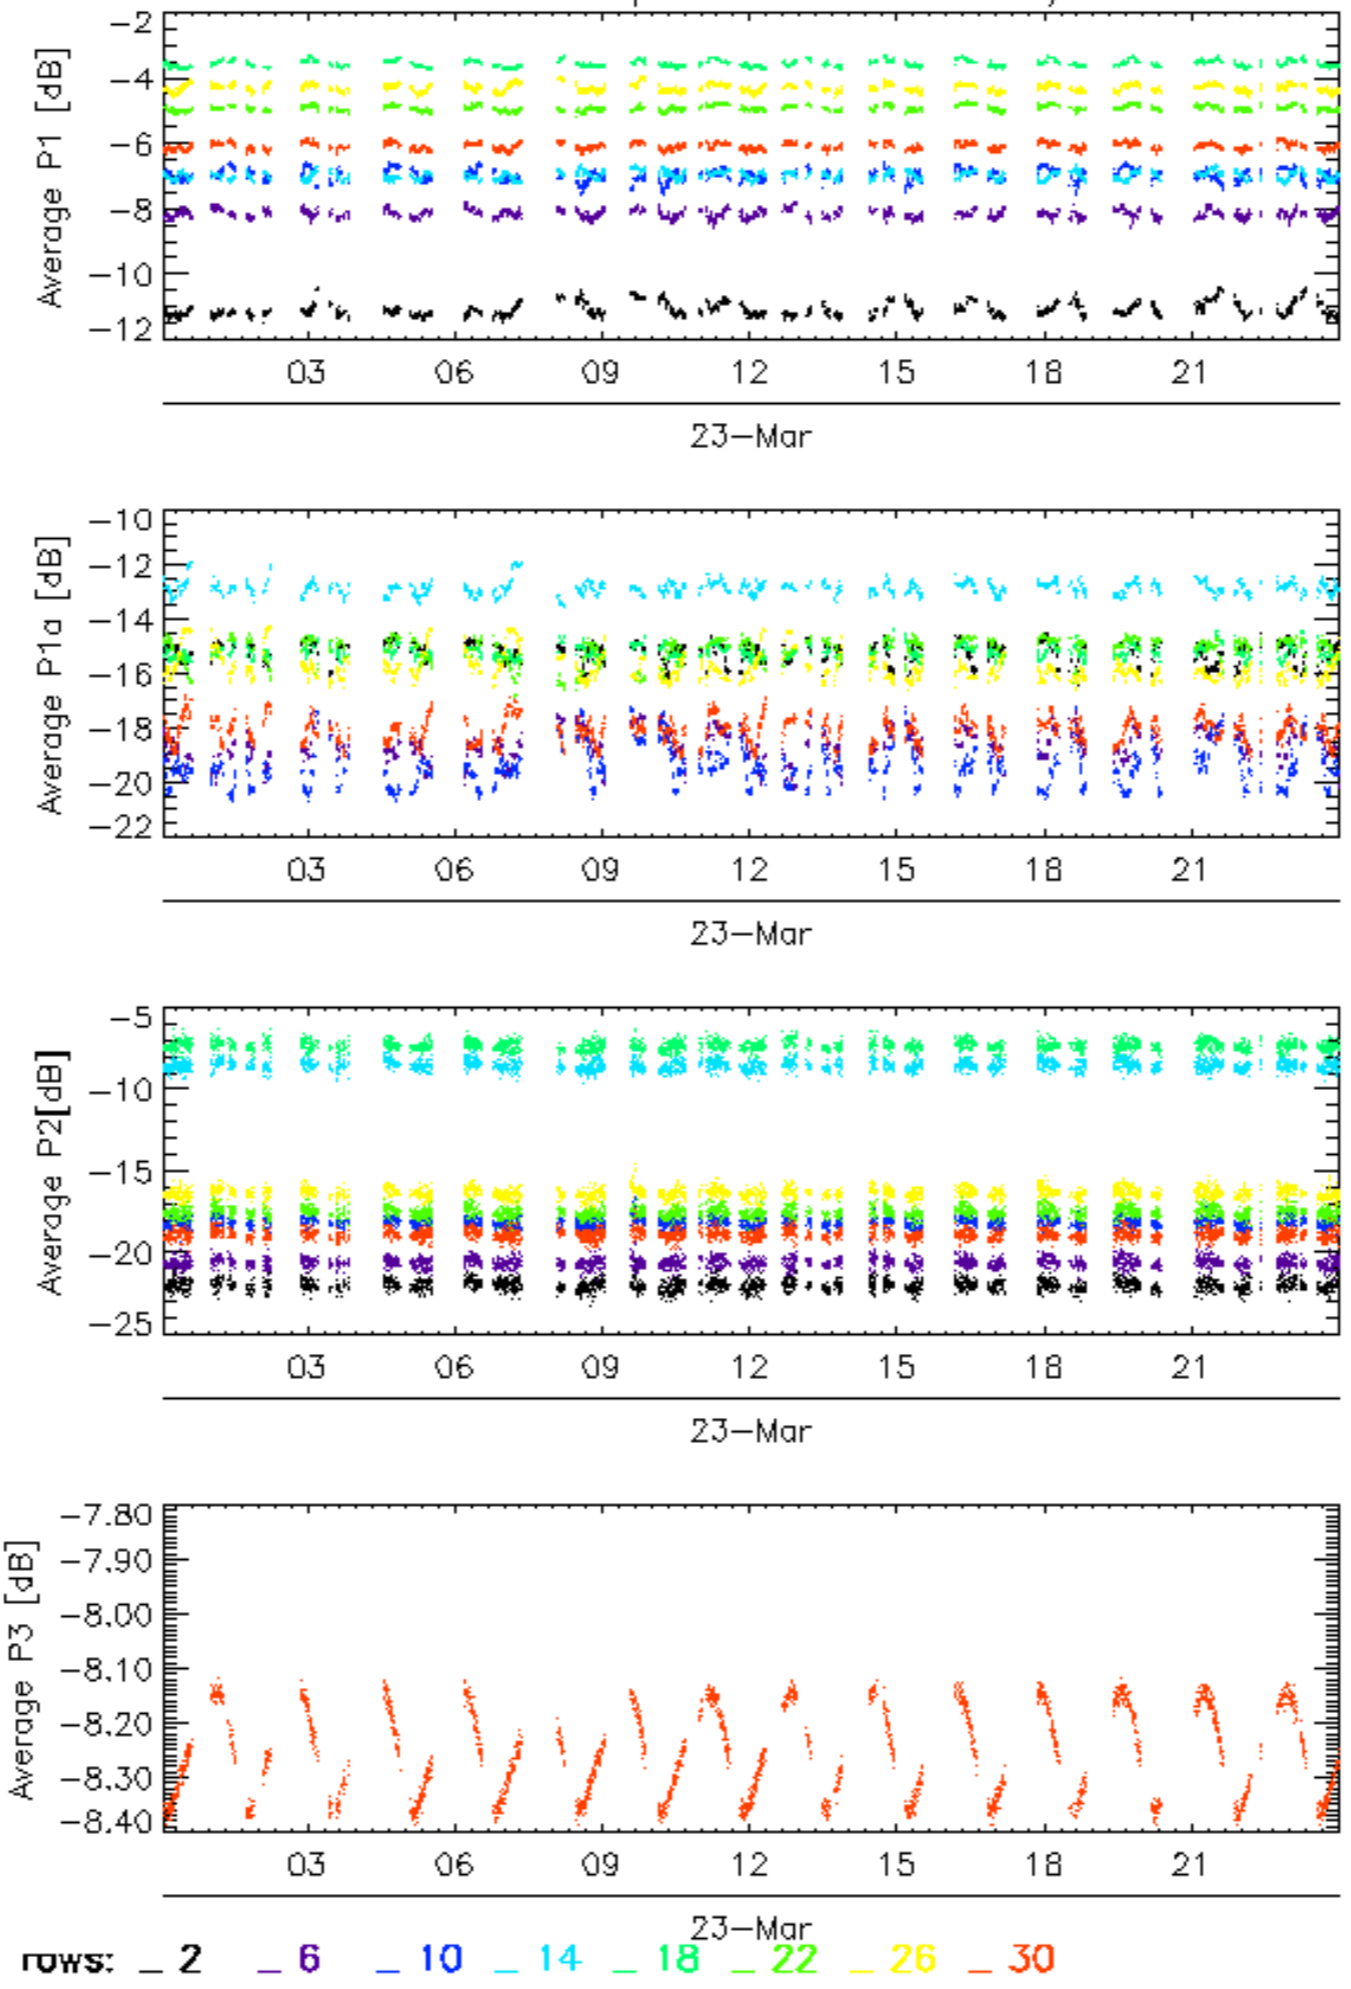 Average P1 [dB]
−2
−4
−6
−8
−10
−12
03 06 09 12 15 18 21
23−Mar
Average P1a [dB]
−10
−12
−14
−16
−18
−20
−22
03 06 09 12 15 18 21
23−Mar
Average P2[dB]
−5
−10
−15
−20
−25
03 06 09 12 15 18 21
23−Mar
Average P3 [dB]
−7.80
−7.90
−8.00
−8.10
−8.20
−8.30
−8.40
03 06 09 12 15 18 21
23−Mar
rows: _ 2 _ 6 _ 10 _ 14 _ 18 _ 22 _ 26 _ 30